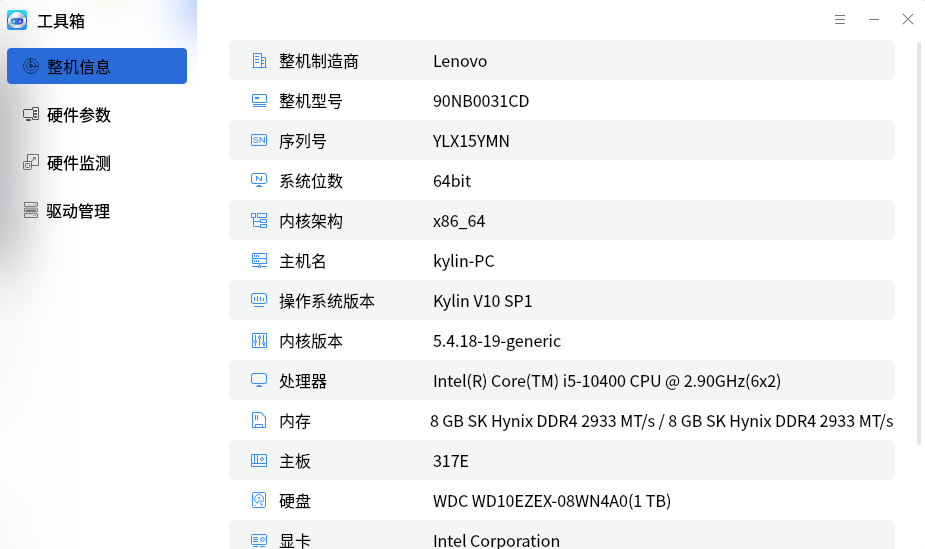 工具箱
整机信息
硬件参数
硬件监测
驱动管理
整机制造商 Lenovo
整机型号 90NB0031CD
SN 序列号 YLX15YMN
N 系统位数 64bit
内核架构 x86_64
主机名 kylin-PC
操作系统版本 Kylin V10 SP1
内核版本 5.4.18-19-generic
处理器 Intel(R) Core(TM) i5-10400 CPU @ 2.90GHz(6x2)
内存 8 GB SK Hynix DDR4 2933 MT/s / 8 GB SK Hynix DDR4 2933 MT/s
主板 317E
硬盘 WDC WD10EZEX-08WN4A0(1 TB)
显卡 Intel Corporation